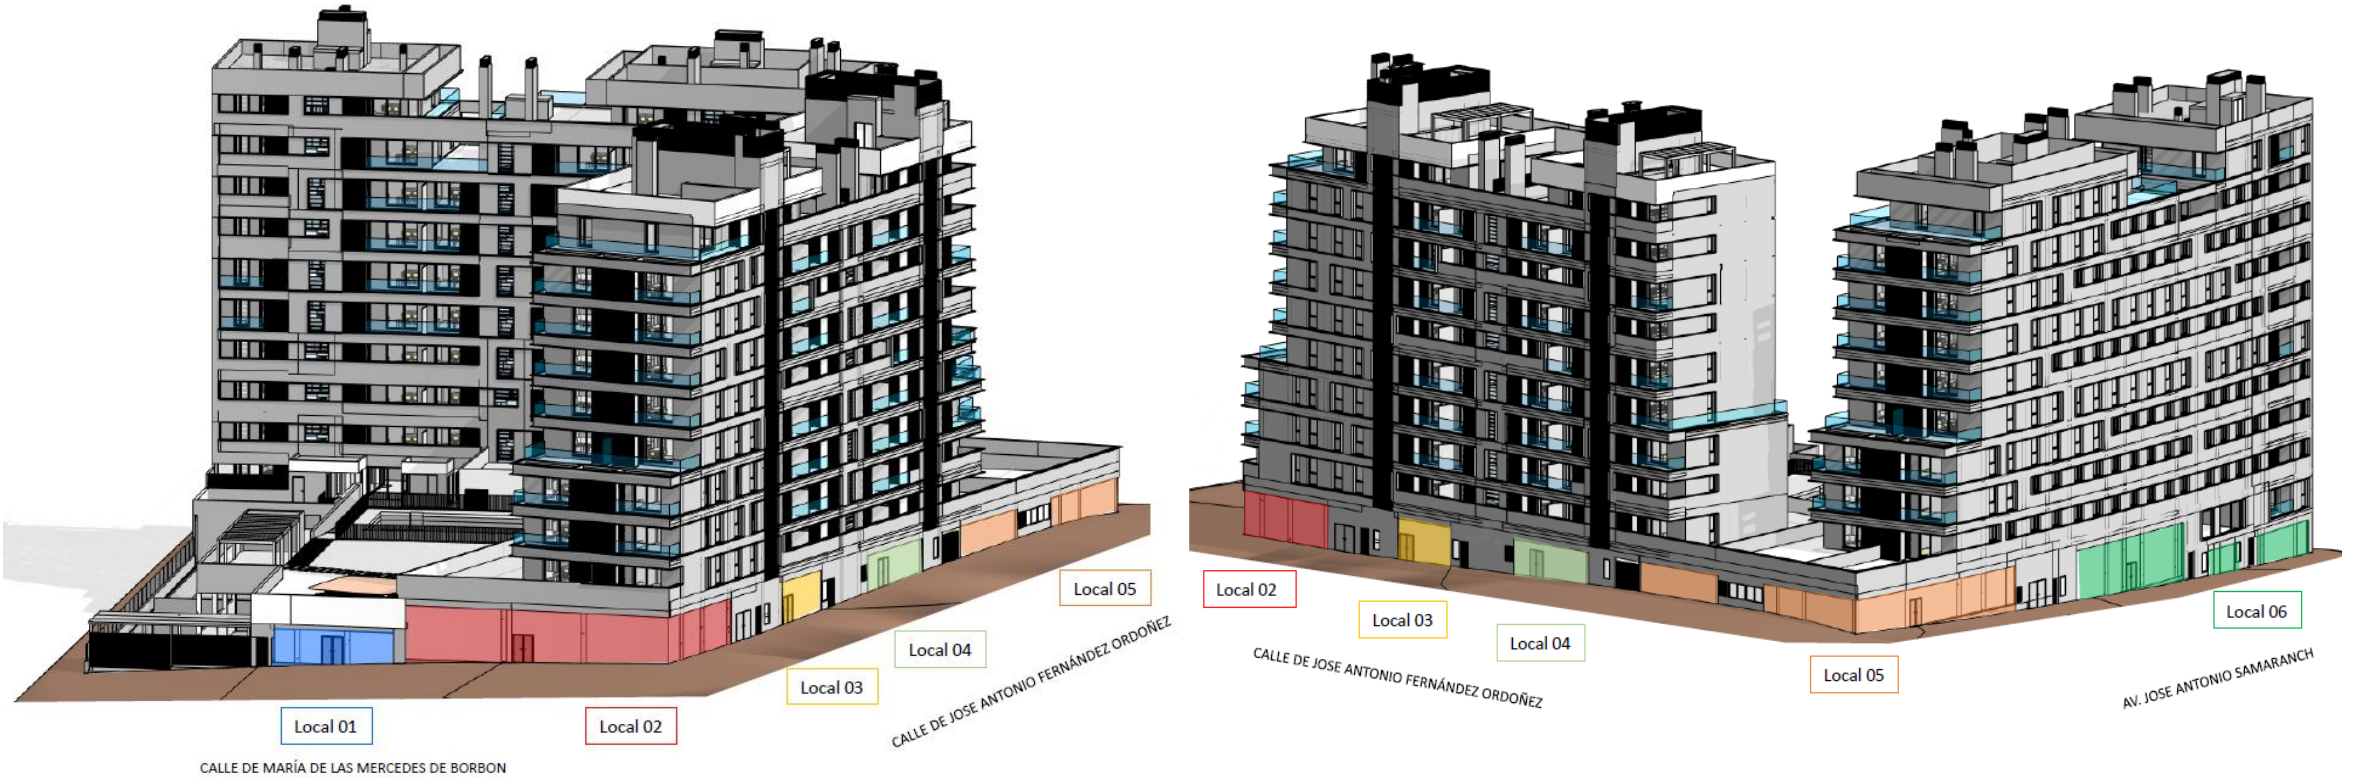 Local 01
Local 02
Local 03
Local 04
Local 05
CALLE DE MARÍA DE LAS MERCEDES DE BORBON
CALLE DE JOSE ANTONIO FERNÁNDEZ ORDOÑEZ
Local 02
Local 03
Local 04
Local 05
Local 06
CALLE DE JOSE ANTONIO FERNÁNDEZ ORDOÑEZ
AV. JOSE ANTONIO SAMARANCH